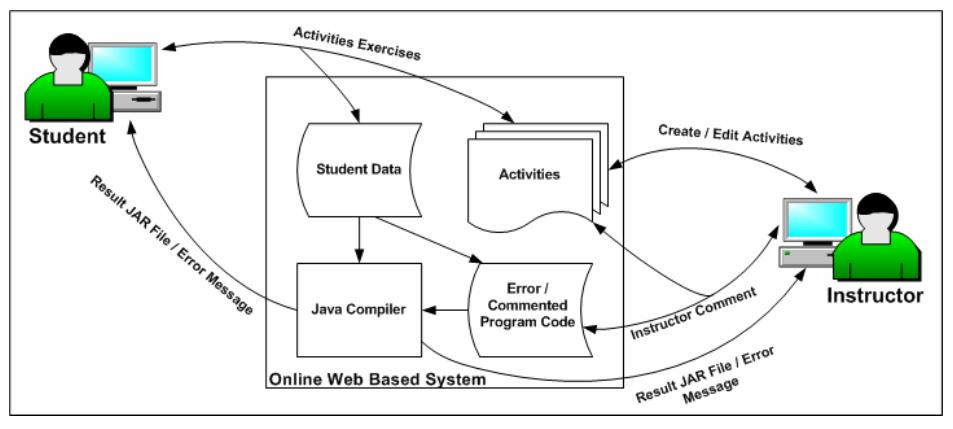 Activities Exercises
Student
Student Data
Activities
Create / Edit Activities
Result JAR File / Error Message
Java Compiler
Error /
Commented
Program Code
Instructor
Instructor Comment
Online Web Based System
Result JAR File / Error
Message